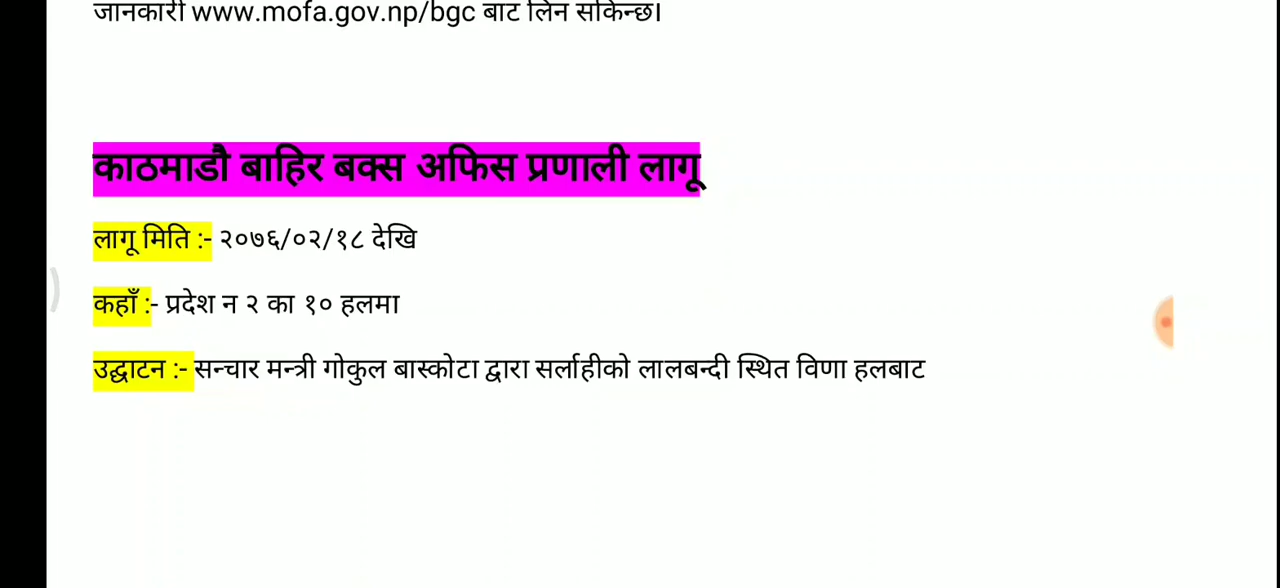 जानकारी www.mofa.gov.np/bgc बाट लिन सकिन्छ।
काठमाडौ बाहिर बक्स अफिस प्रणाली लागू
लागू मिति :- २०७६/०२/१८ देखि
कहाँ :- प्रदेश न २ का १० हलमा
उद्घाटन :- सन्चार मन्त्री गोकुल बास्कोटा द्वारा सर्लाहीको लालबन्दी स्थित विणा हलबाट